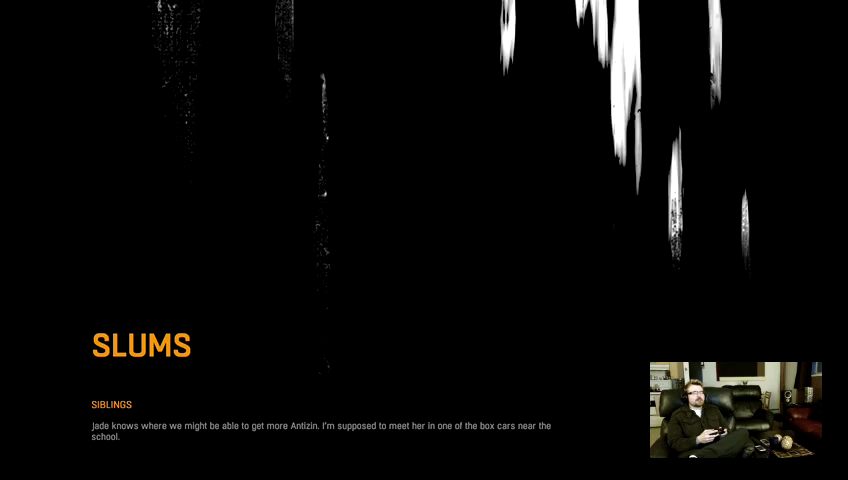 SLUMS
SIBLINGS
Jade knows where we might be able to get more Antizin. I'm supposed to meet her in one of the box cars near the
school.